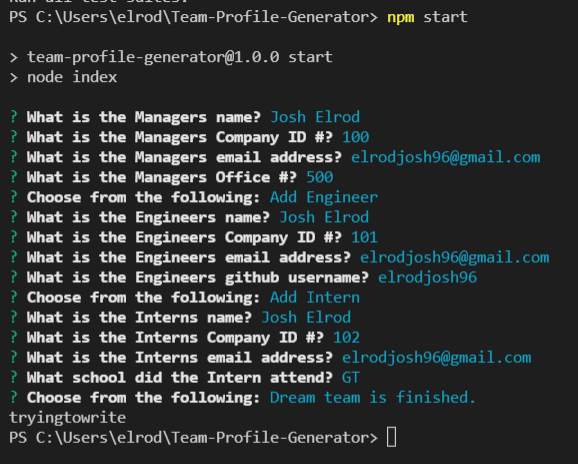 Ran all test suites.
PS C:\Users\elrod\Team-Profile-Generator> npm start
> team-profile-generator@1.0.0 start
> node index
? What is the Managers name? Josh Elrod
? What is the Managers Company ID #? 100
? What is the Managers email address? elrodjosh96@gmail.com
? What is the Managers Office #? 500
? Choose from the following: Add Engineer
? What is the Engineers name? Josh Elrod
? What is the Engineers Company ID #? 101
? What is the Engineers email address? elrodjosh96@gmail.com
? What is the Engineers github username? elrodjosh96
? Choose from the following: Add Intern
? What is the Interns name? Josh Elrod
? What is the Interns Company ID #? 102
? What is the Interns email address? elrodjosh96@gmail.com
? What school did the Intern attend? GT
? Choose from the following: Dream team is finished.
tryingtowrite
PS C:\Users\elrod\Team-Profile-Generator>